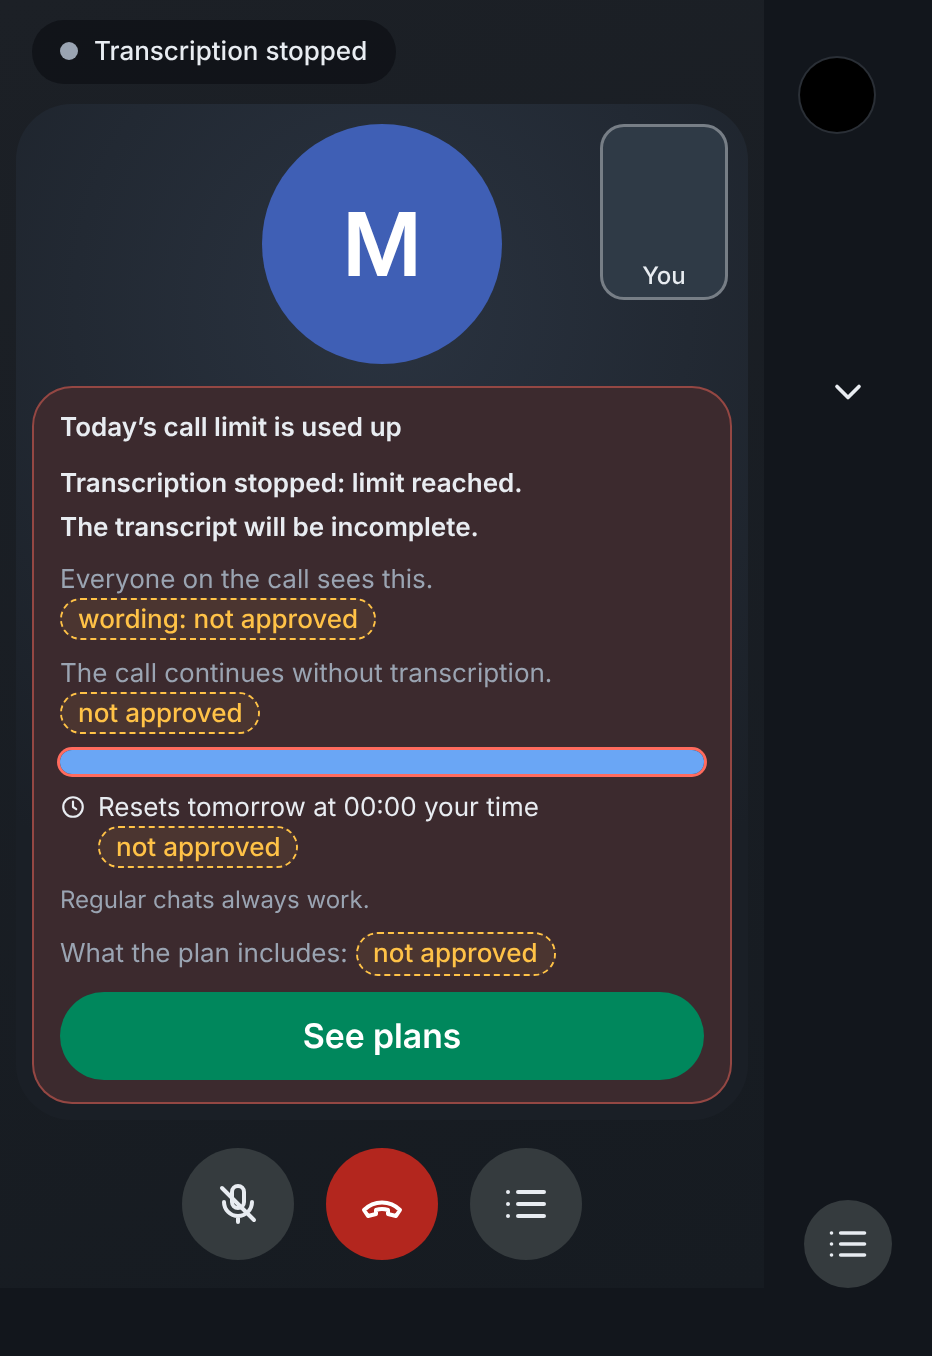 Transcription stopped
M
You
Today’s call limit is used up
Transcription stopped: limit reached.
The transcript will be incomplete.
Everyone on the call sees this.
wording: not approved
The call continues without transcription.
not approved
Resets tomorrow at 00:00 your time
not approved
Regular chats always work.
What the plan includes: not approved
See plans